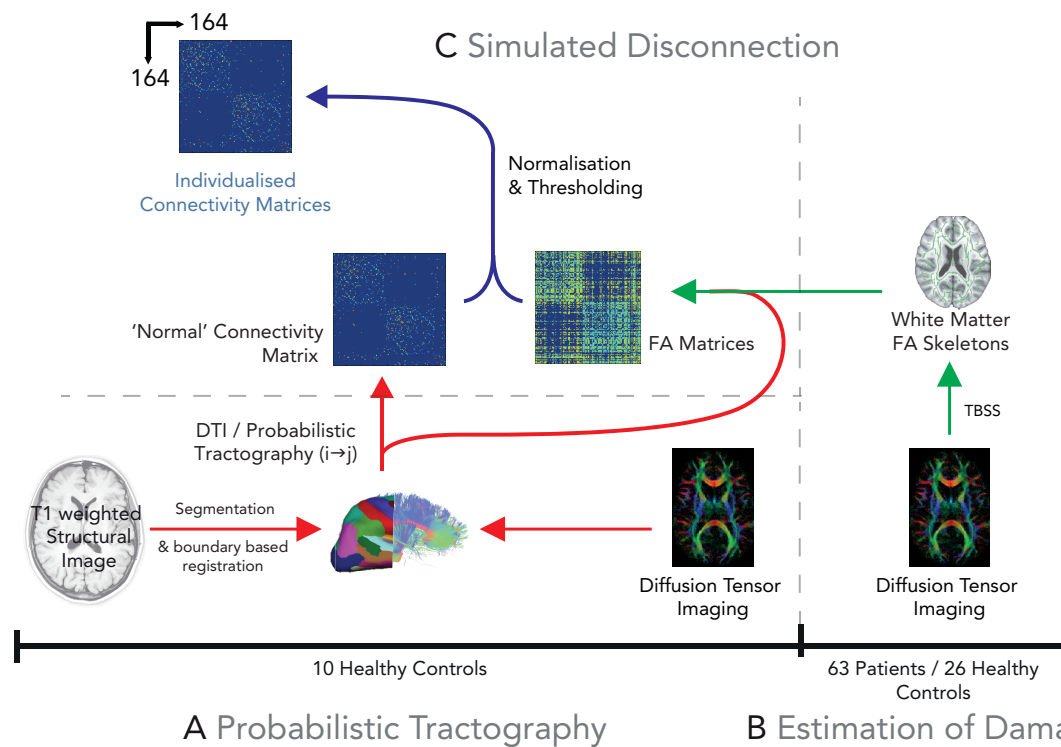 164
164
C Simulated Disconnection
Individualised
Connectivity Matrices
Normalisation
& Thresholding
'Normal' Connectivity
Matrix
FA Matrices
White Matter
FA Skeletons
TBSS
DTI / Probabilistic
Tractography (i→j)
T1 weighted
Structural
Image
Segmentation
& boundary based
registration
Diffusion Tensor
Imaging
Diffusion Tensor
Imaging
10 Healthy Controls
63 Patients / 26 Healthy
Controls
A Probabilistic Tractography
B Estimation of Dama